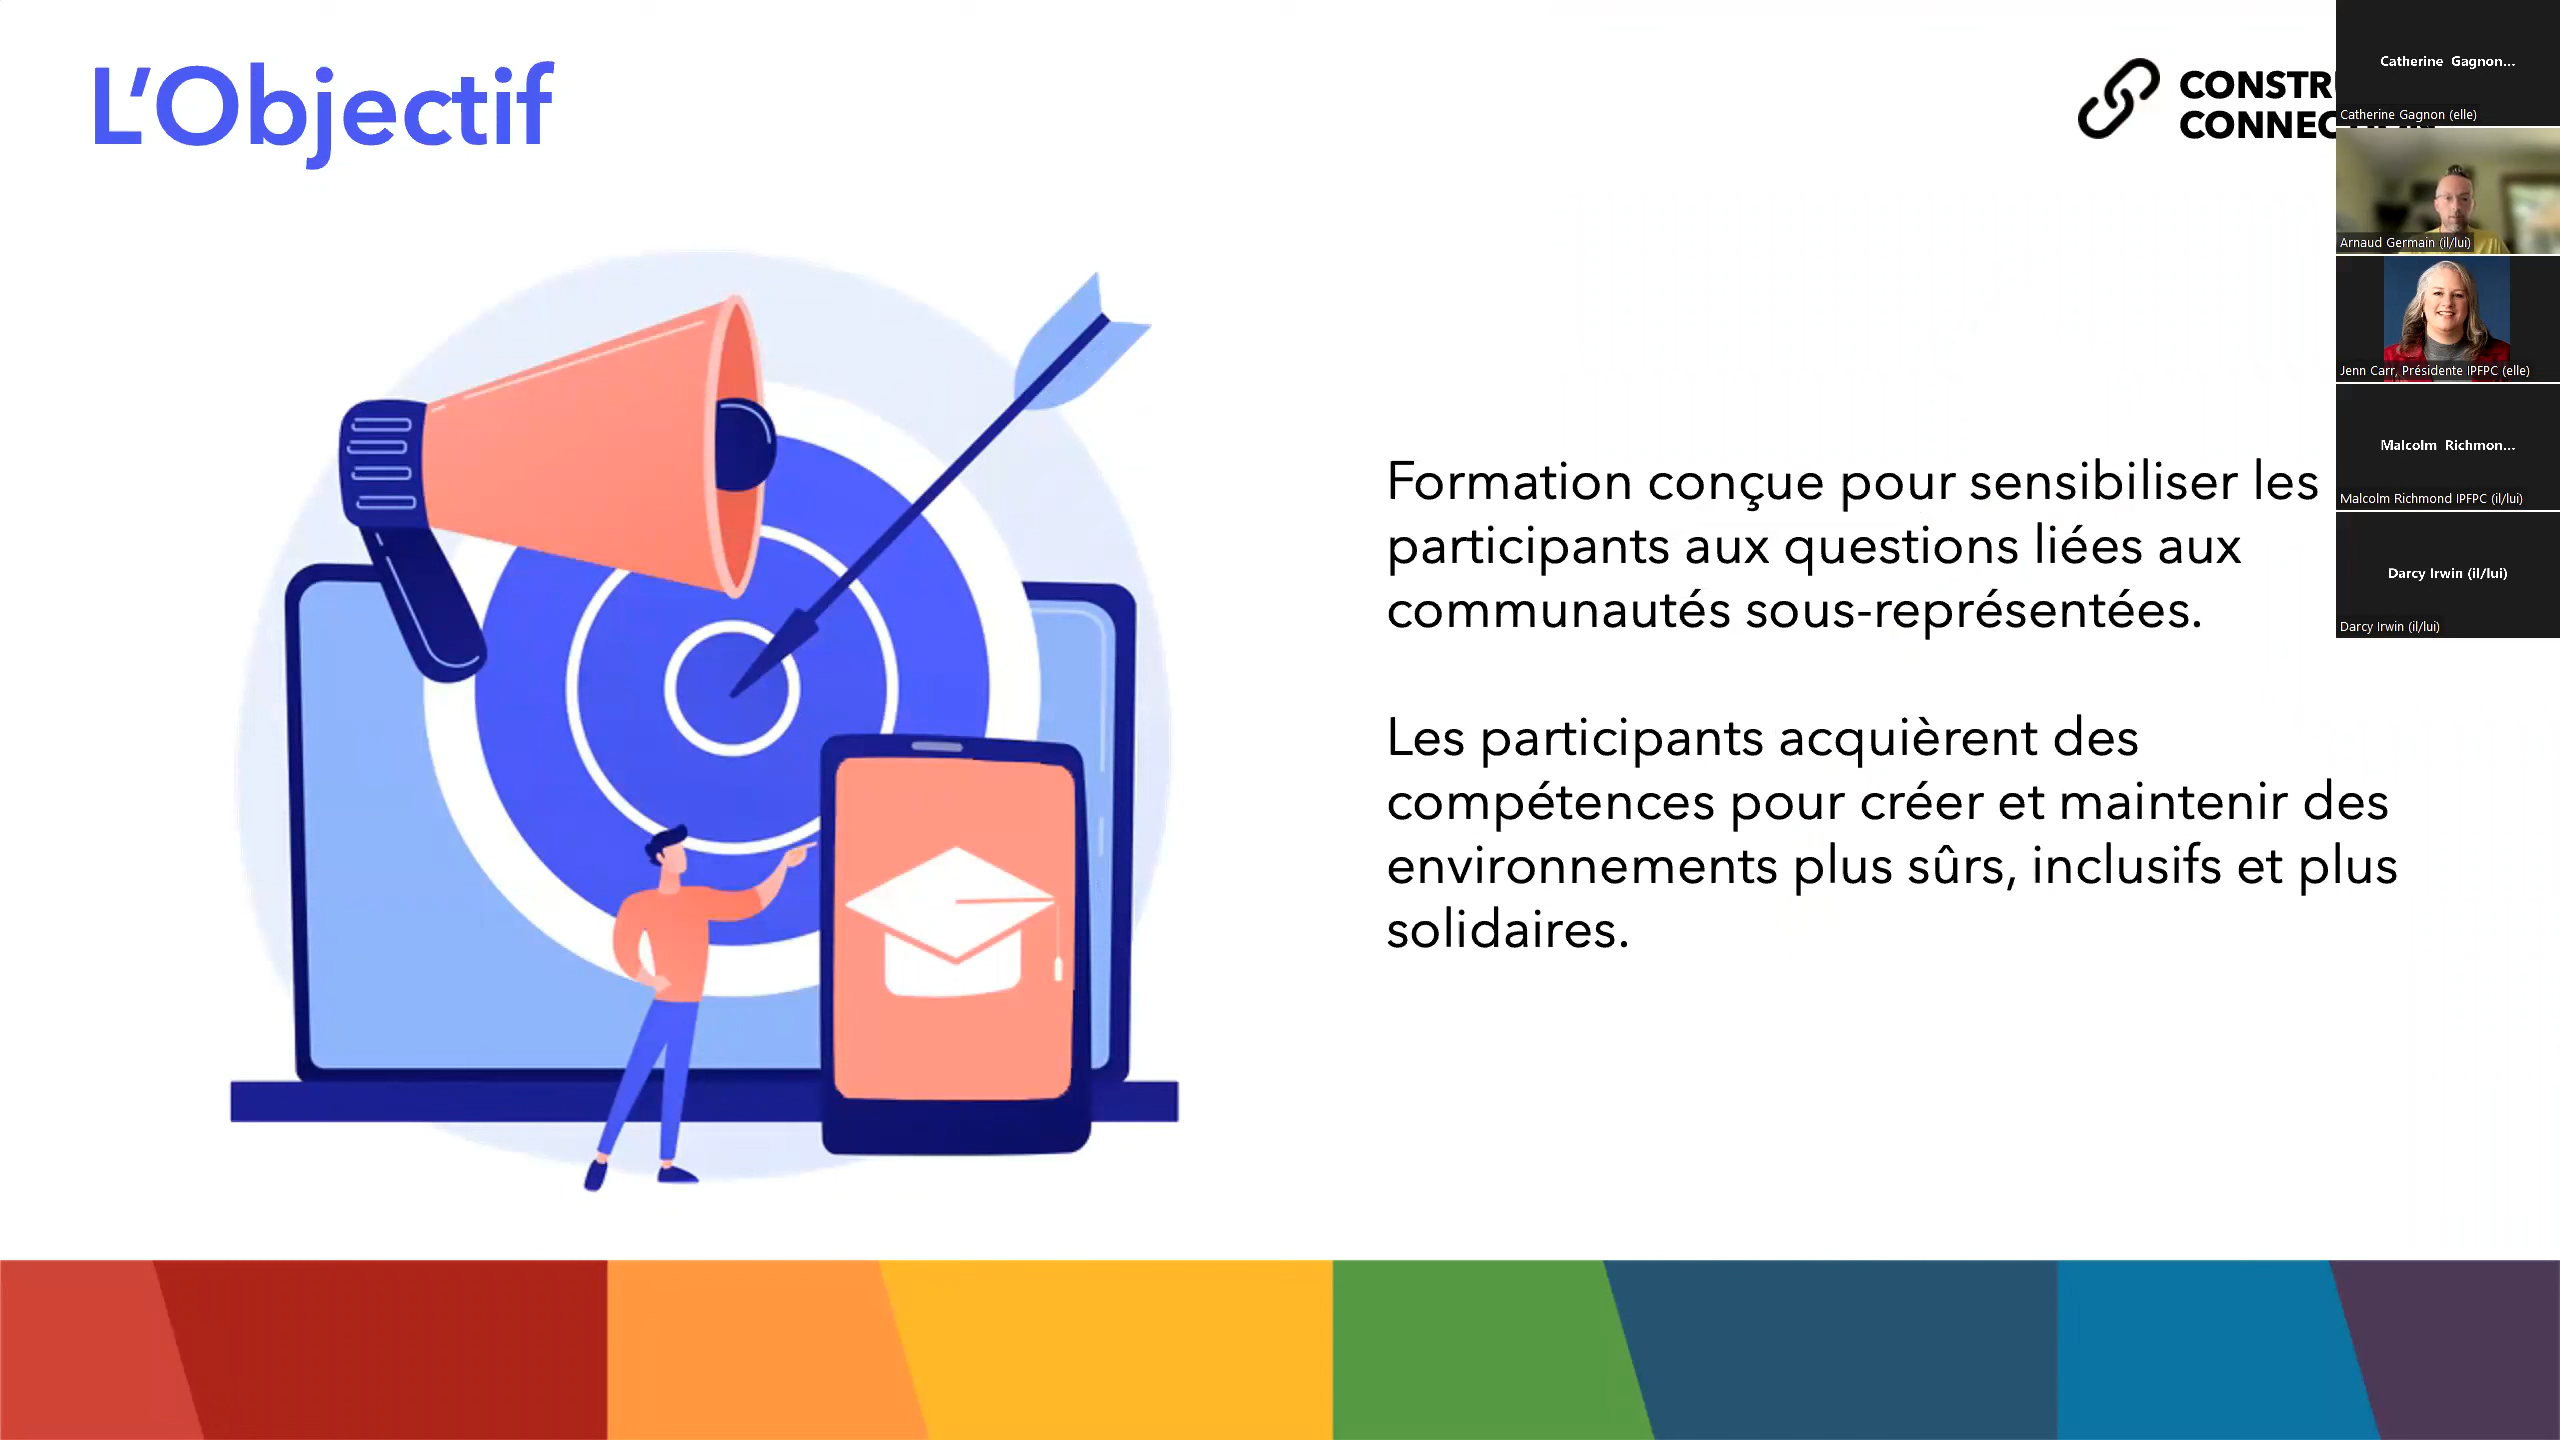 L'Objectif
Formation conçue pour sensibiliser les
participants aux questions liées aux
communautés sous-représentées.
Les participants acquièrent des
compétences pour créer et maintenir des
environnements plus sûrs, inclusifs et plus
solidaires.
Catherine Gagnon...
Catherine Gagnon (elle)
Arnaud Germain (il/lui)
Jenn Carr, Présidente IPFPC (elle)
Malcolm Richmon...
Malcolm Richmond IPFPC (il/lui)
Darcy Irwin (il/lui)
Darcy Irwin (il/lui)